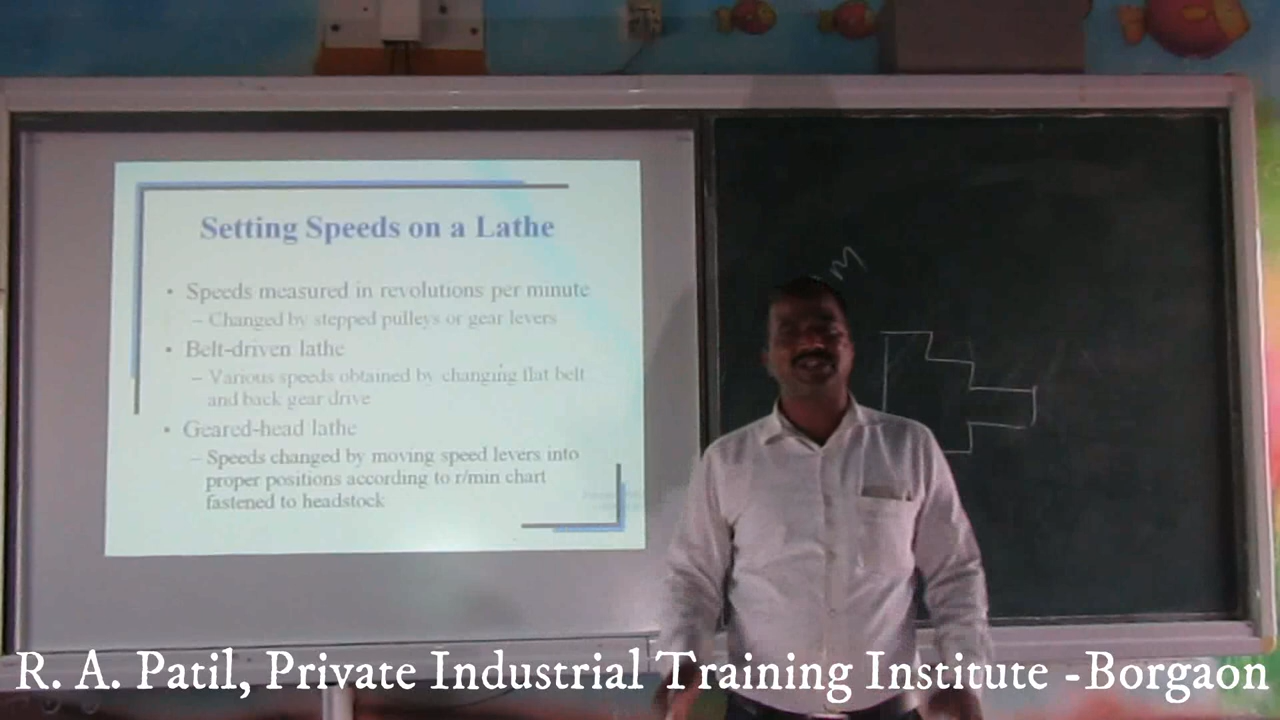 Setting Speeds on a Lathe
• Speeds measured in revolutions per minute
– Changed by stepped pulleys or gear levers
• Belt-driven lathe
– Various speeds obtained by changing flat belt
and back gear drive
• Geared-head lathe
– Speeds changed by moving speed levers into
proper positions according to r/min chart
fastened to headstock
M
R. A. Patil, Private Industrial Training Institute -Borgaon